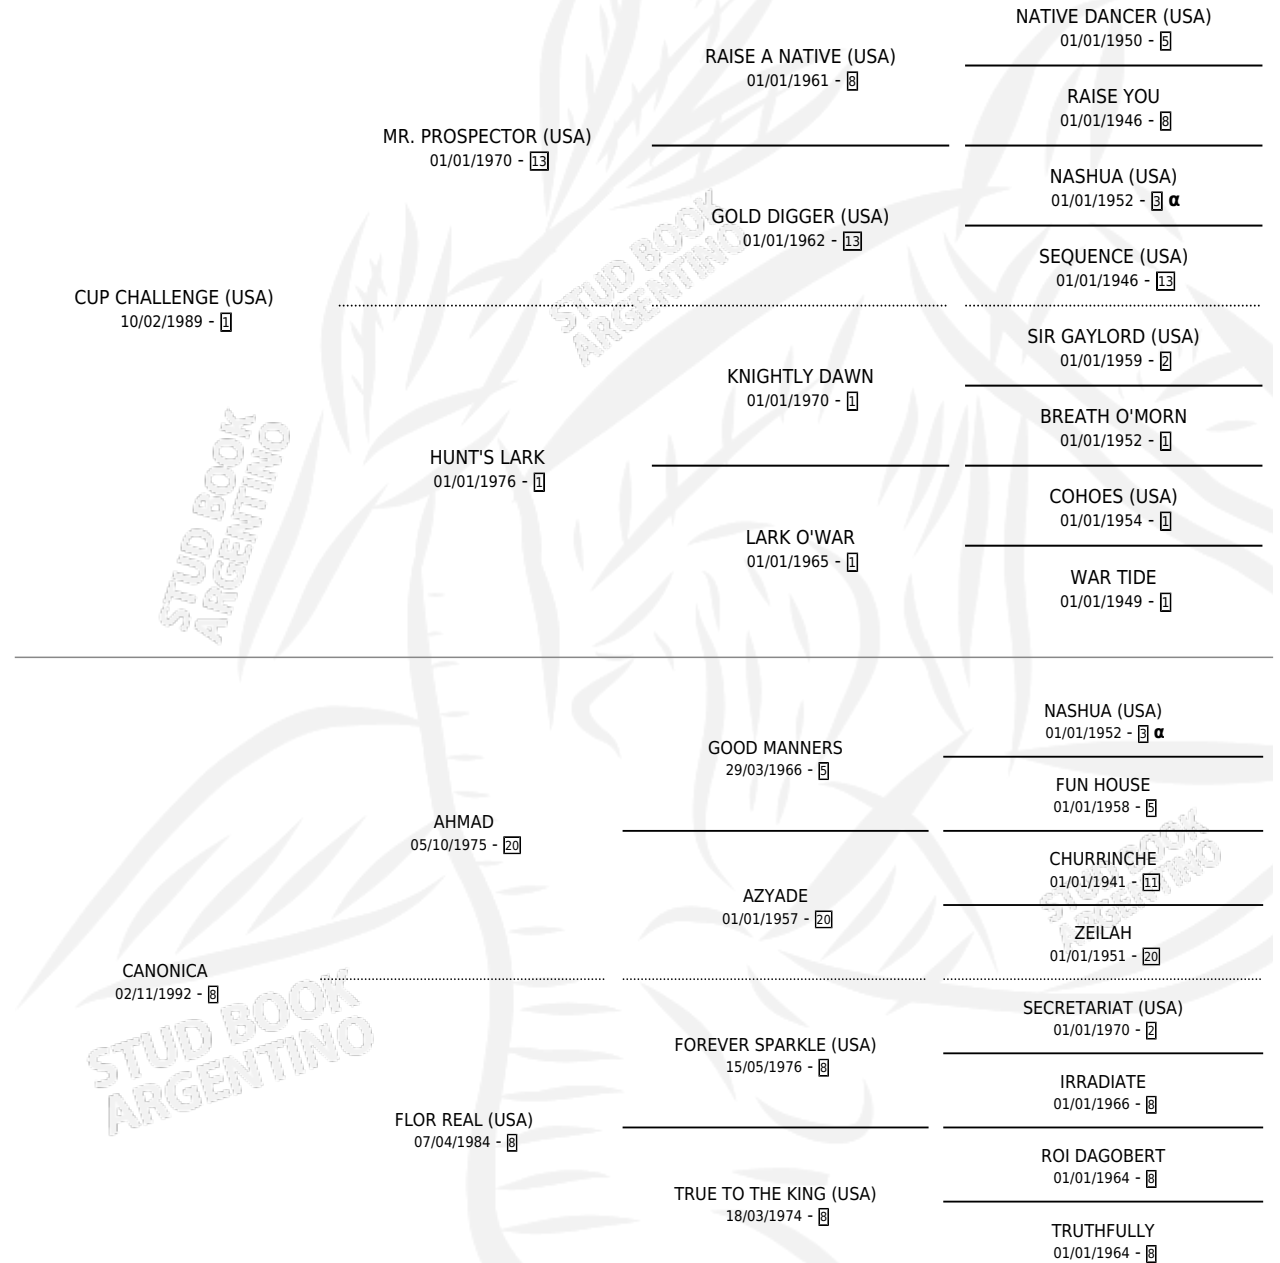 NATIVE DANCER (USA)
01/01/1950 - 5
RAISE A NATIVE (USA)
01/01/1961 - 8
RAISE YOU
01/01/1946 - 8
MR. PROSPECTOR (USA)
01/01/1970 - 13
NASHUA (USA)
01/01/1952 - 3 α
GOLD DIGGER (USA)
01/01/1962 - 13
SEQUENCE (USA)
01/01/1946 - 13
CUP CHALLENGE (USA)
10/02/1989 - 1
SIR GAYLORD (USA)
01/01/1959 - 2
KNIGHTLY DAWN
01/01/1970 - 1
BREATH O'MORN
01/01/1952 - 1
HUNT'S LARK
01/01/1976 - 1
COHOES (USA)
01/01/1954 - 1
LARK O'WAR
01/01/1965 - 1
WAR TIDE
01/01/1949 - 1
NASHUA (USA)
01/01/1952 - 3 α
GOOD MANNERS
29/03/1966 - 5
FUN HOUSE
01/01/1958 - 5
AHMAD
05/10/1975 - 20
CHURRINCHE
01/01/1941 - 11
AZYADE
01/01/1957 - 20
ZEILAH
01/01/1951 - 20
CANONICA
02/11/1992 - 8
SECRETARIAT (USA)
01/01/1970 - 2
FOREVER SPARKLE (USA)
15/05/1976 - 8
IRRADIATE
01/01/1966 - 8
FLOR REAL (USA)
07/04/1984 - 8
ROI DAGOBERT
01/01/1964 - 8
TRUE TO THE KING (USA)
18/03/1974 - 8
TRUTHFULLY
01/01/1964 - 8
STUD BOOK
ARGENTINO
STUD BOOK
ARGENTINO
STUD BOOK
ARGENTINO
STUD BOOK
ARGENTINO